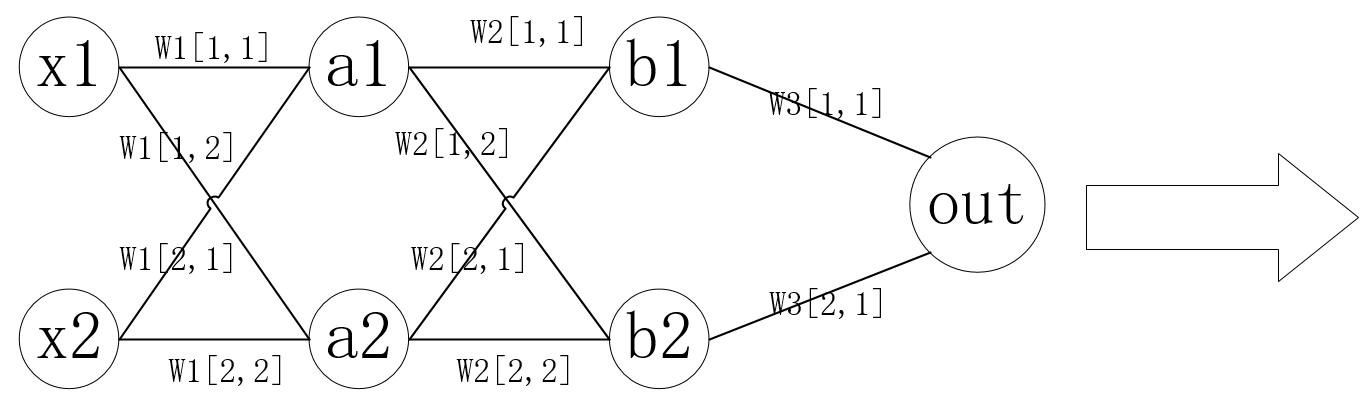 x1
W1[1,1]
a1
W2[1,1]
b1
W3[1,1]
W1[1,2]
W2[1,2]
out
W1[2,1]
W2[2,1]
W3[2,1]
x2
W1[2,2]
a2
W2[2,2]
b2